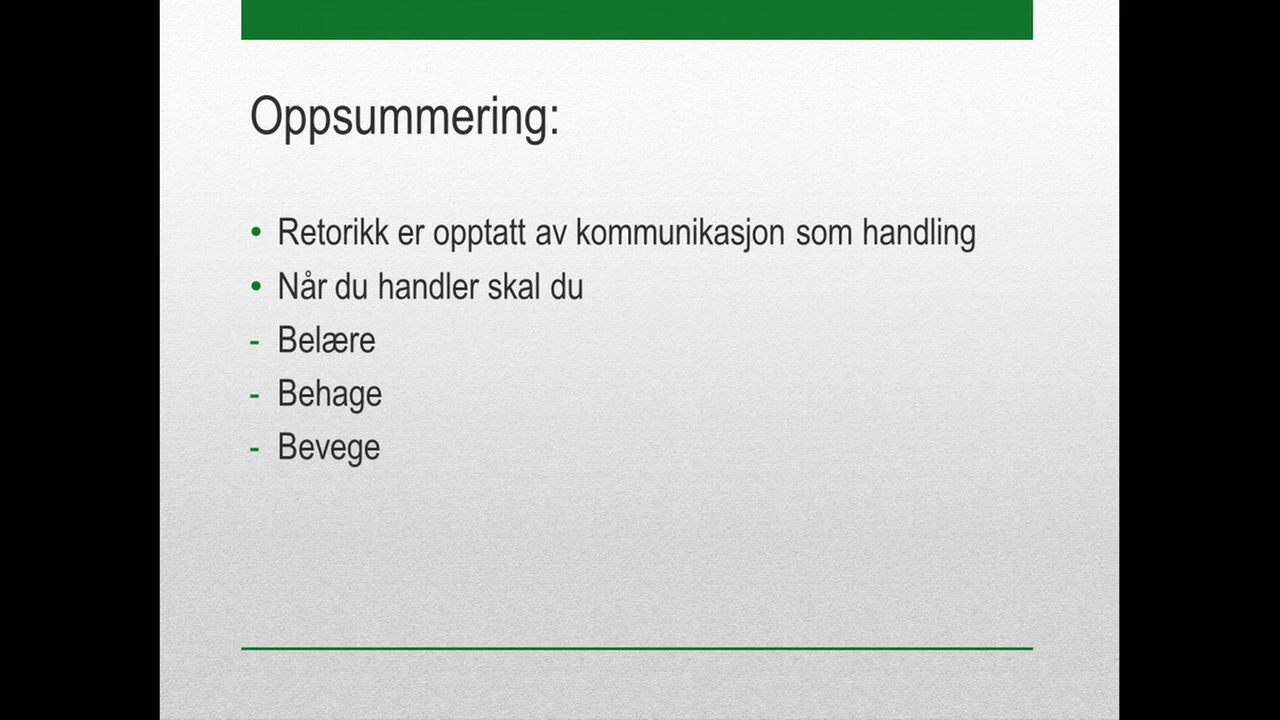 Oppsummering:
• Retorikk er opptatt av kommunikasjon som handling
• Når du handler skal du
- Belære
- Behage
- Bevege